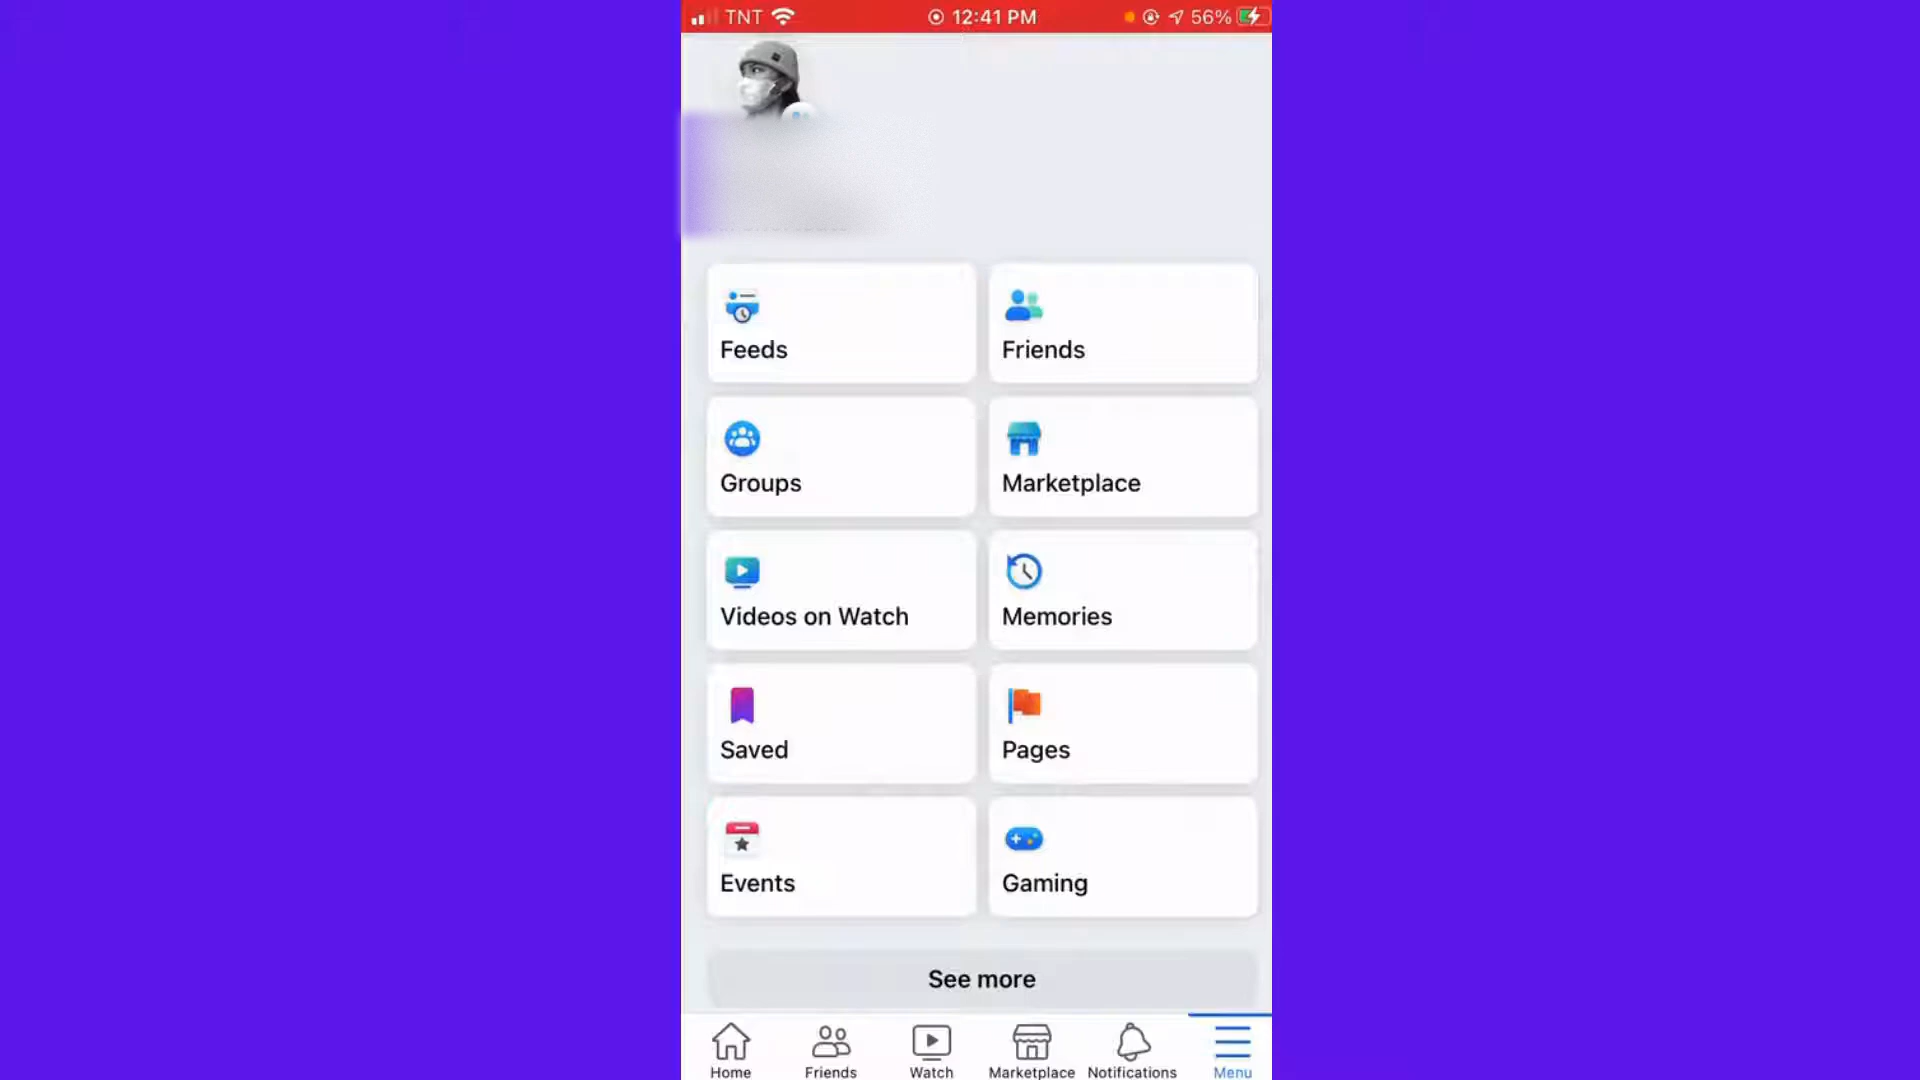 TNT 12:41 PM 56%
Feeds Friends
Groups Marketplace
Videos on Watch Memories
Saved Pages
Events Gaming
See more
Home Friends Watch Marketplace Notifications Menu